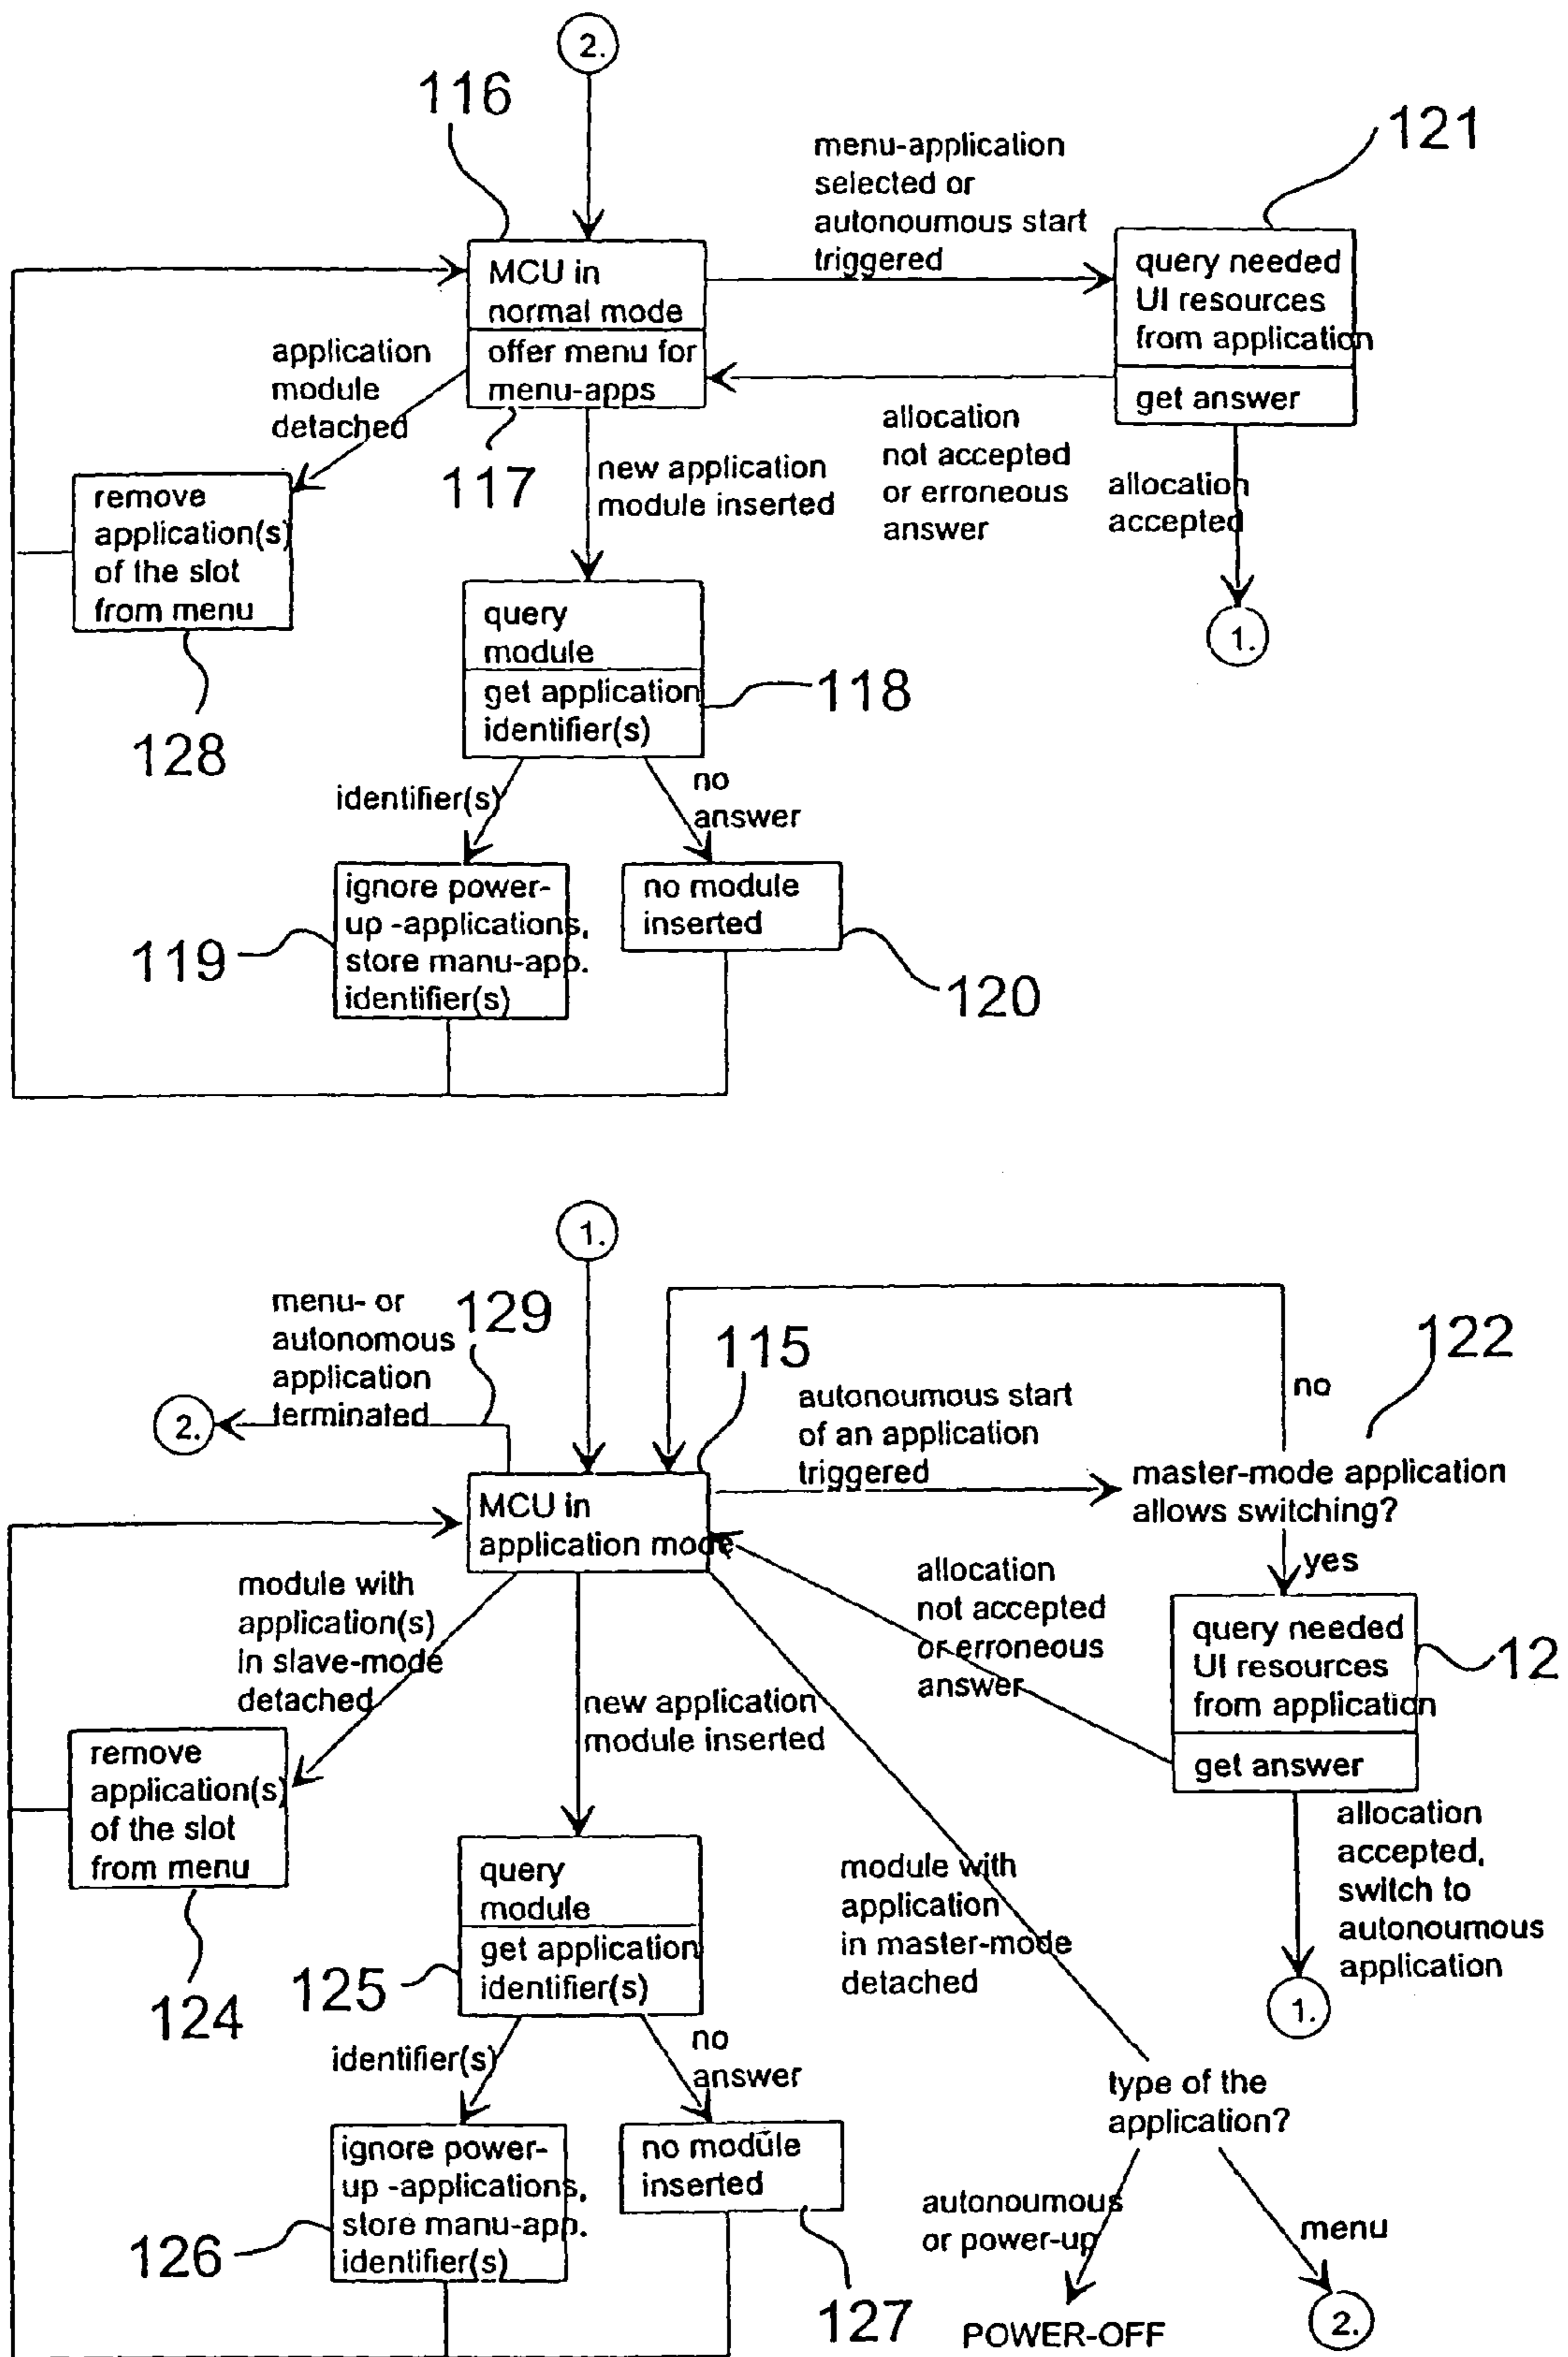 2.
116
121
menu-application
selected or
autonoumous start
triggered
MCU in
normal mode
offer menu for
menu-apps
query needed
UI resources
from application
get answer
application
module
detached
117
new application
module inserted
allocation
not accepted
or erroneous
answer
allocation
accepted
1.
remove
application(s)
of the slot
from menu
128
query
module
get application
identifier(s)
118
identifier(s)
no
answer
ignore power-
up -applications,
store manu-app.
identifier(s)
119
no module
inserted
120
1.
menu- or
autonomous
application
terminated
129
2.
115
122
autonoumous start
of an application
triggered
no
master-mode application
allows switching?
yes
MCU in
application mode
module with
application(s)
in slave-mode
detached
new application
module inserted
allocation
not accepted
or erroneous
answer
query needed
UI resources
from application
get answer
12
remove
application(s)
of the slot
from menu
124
query
module
get application
identifier(s)
125
module with
application
in master-mode
detached
allocation
accepted,
switch to
autonoumous
application
1.
identifier(s)
no
answer
type of the
application?
ignore power-
up -applications,
store manu-app.
identifier(s)
126
no module
inserted
127
autonoumous
or power-up
menu
POWER-OFF
2.